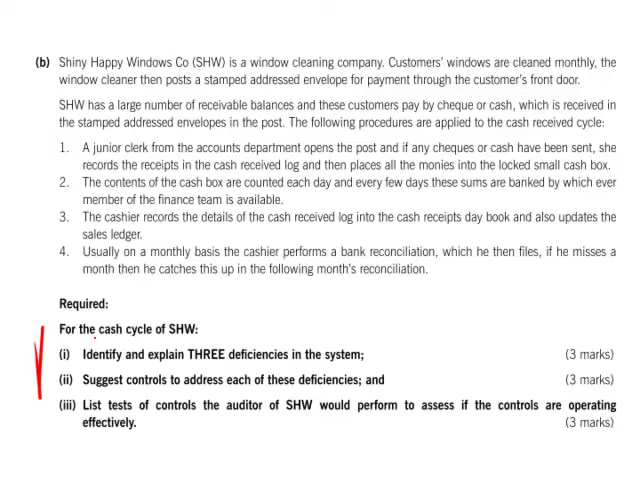 (b) Shiny Happy Windows Co (SHW) is a window cleaning company. Customers' windows are cleaned monthly, the
window cleaner then posts a stamped addressed envelope for payment through the customer's front door.
SHW has a large number of receivable balances and these customers pay by cheque or cash, which is received in
the stamped addressed envelopes in the post. The following procedures are applied to the cash received cycle:
1. A junior clerk from the accounts department opens the post and if any cheques or cash have been sent, she
records the receipts in the cash received log and then places all the monies into the locked small cash box.
2. The contents of the cash box are counted each day and every few days these sums are banked by which ever
member of the finance team is available.
3. The cashier records the details of the cash received log into the cash receipts day book and also updates the
sales ledger.
4. Usually on a monthly basis the cashier performs a bank reconciliation, which he then files, if he misses a
month then he catches this up in the following month's reconciliation.
Required:
For the cash cycle of SHW:
(i) Identify and explain THREE deficiencies in the system; (3 marks)
(ii) Suggest controls to address each of these deficiencies; and (3 marks)
(iii) List tests of controls the auditor of SHW would perform to assess if the controls are operating
effectively. (3 marks)